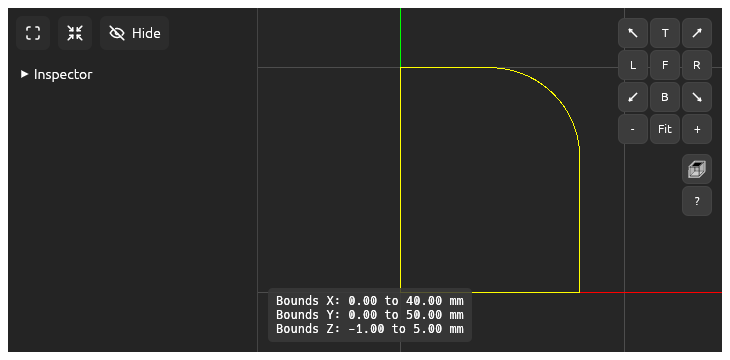 Hide
T
L F R
B
- Fit +
?
▶ Inspector
Bounds X: 0.00 to 40.00 mm
Bounds Y: 0.00 to 50.00 mm
Bounds Z: -1.00 to 5.00 mm